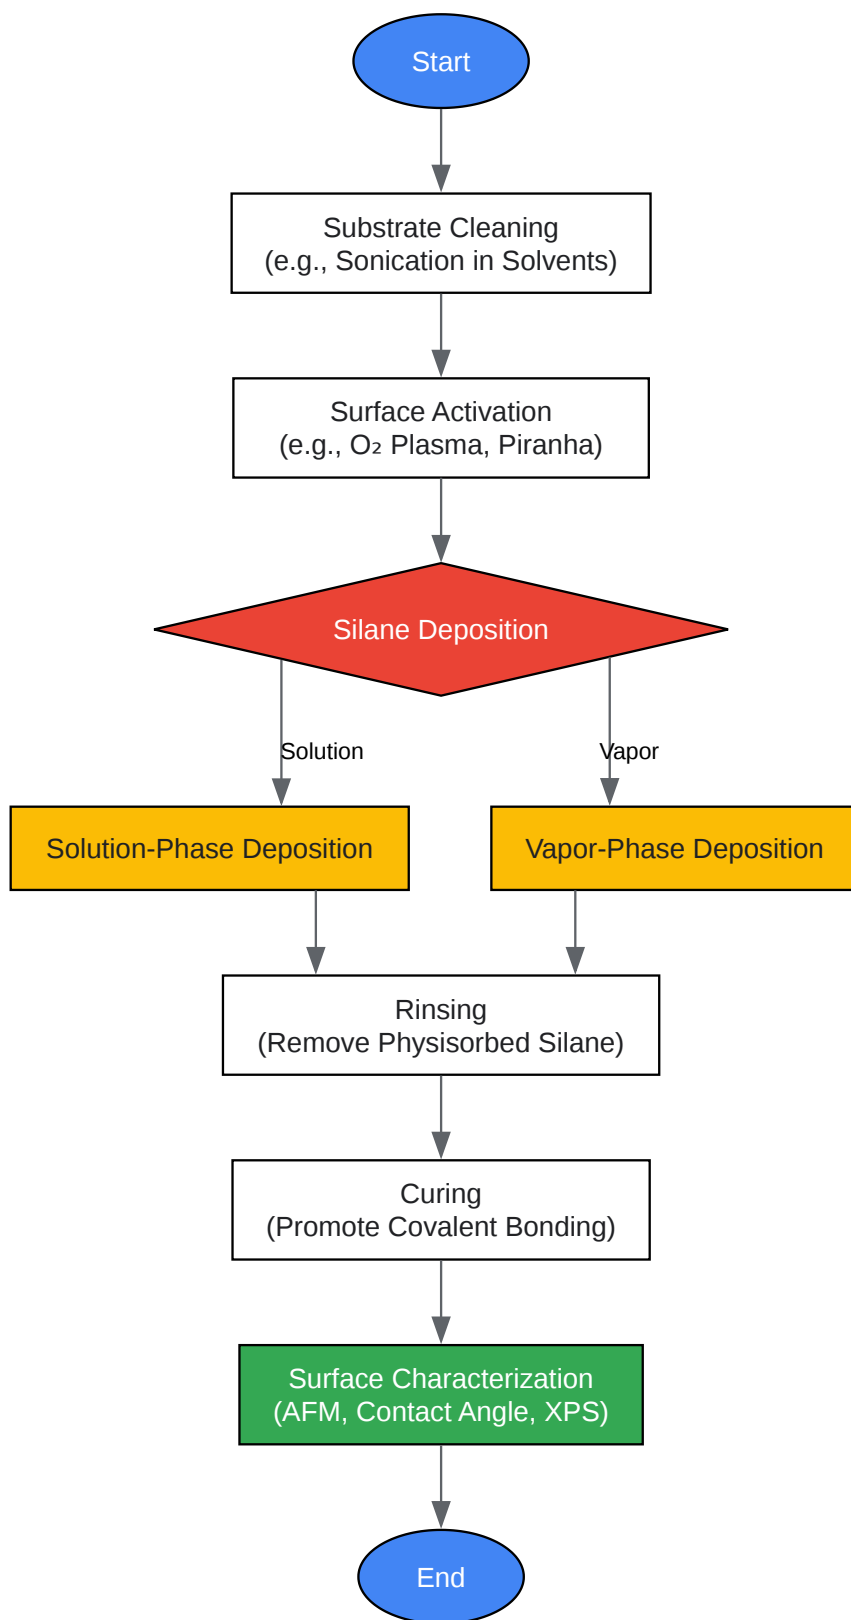 Start
Substrate Cleaning
(e.g., Sonication in Solvents)
Surface Activation
(e.g., O₂ Plasma, Piranha)
Silane Deposition
Solution
Vapor
Solution-Phase Deposition
Vapor-Phase Deposition
Rinsing
(Remove Physisorbed Silane)
Curing
(Promote Covalent Bonding)
Surface Characterization
(AFM, Contact Angle, XPS)
End